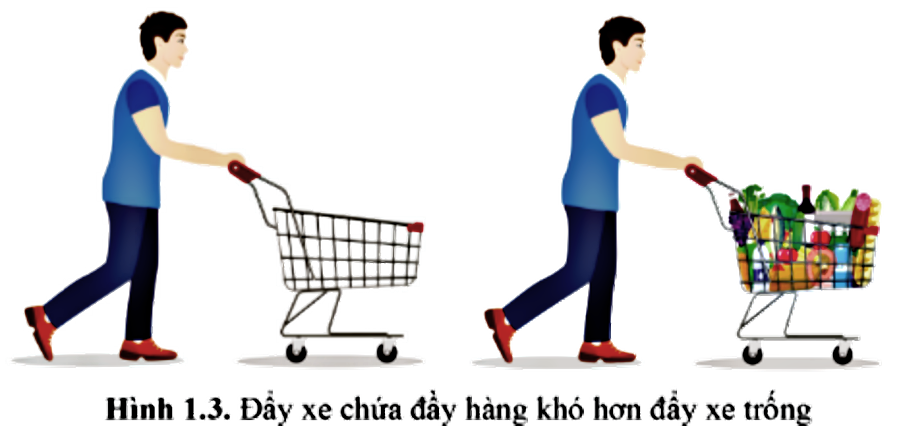 Hình 1.3. Đẩy xe chứa đầy hàng khó hơn đẩy xe trống